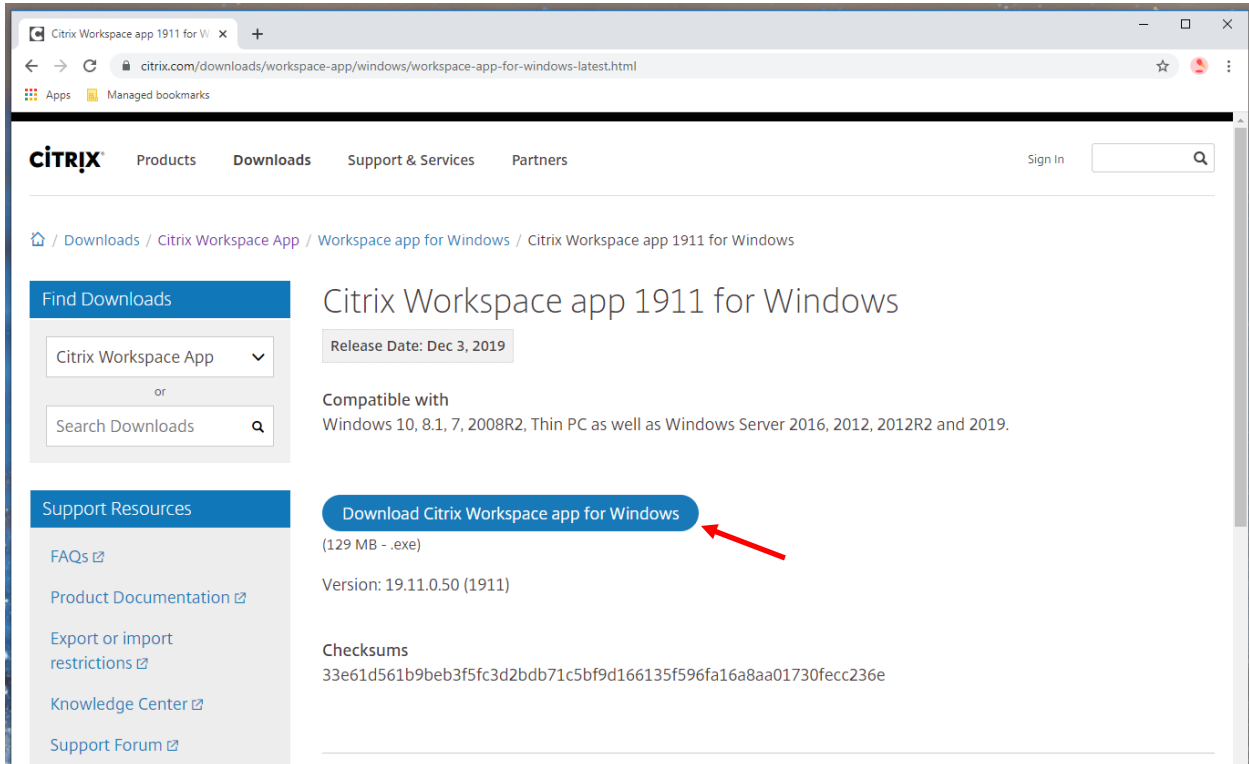 Citrix Workspace app 1911 for W
citrix.com/downloads/workspace-app/windows/workspace-app-for-windows-latest.html
Apps Managed bookmarks
CİTRỊX Products Downloads Support & Services Partners Sign In
/ Downloads / Citrix Workspace App / Workspace app for Windows / Citrix Workspace app 1911 for Windows
Find Downloads
Citrix Workspace App
or
Search Downloads
Support Resources
FAQs
Product Documentation
Export or import
restrictions
Knowledge Center
Support Forum
Citrix Workspace app 1911 for Windows
Release Date: Dec 3, 2019
Compatible with
Windows 10, 8.1, 7, 2008R2, Thin PC as well as Windows Server 2016, 2012, 2012R2 and 2019.
Download Citrix Workspace app for Windows
(129 MB - .exe)
Version: 19.11.0.50 (1911)
Checksums
33e61d561b9beb3f5fc3d2bdb71c5bf9d166135f596fa16a8aa01730fecc236e